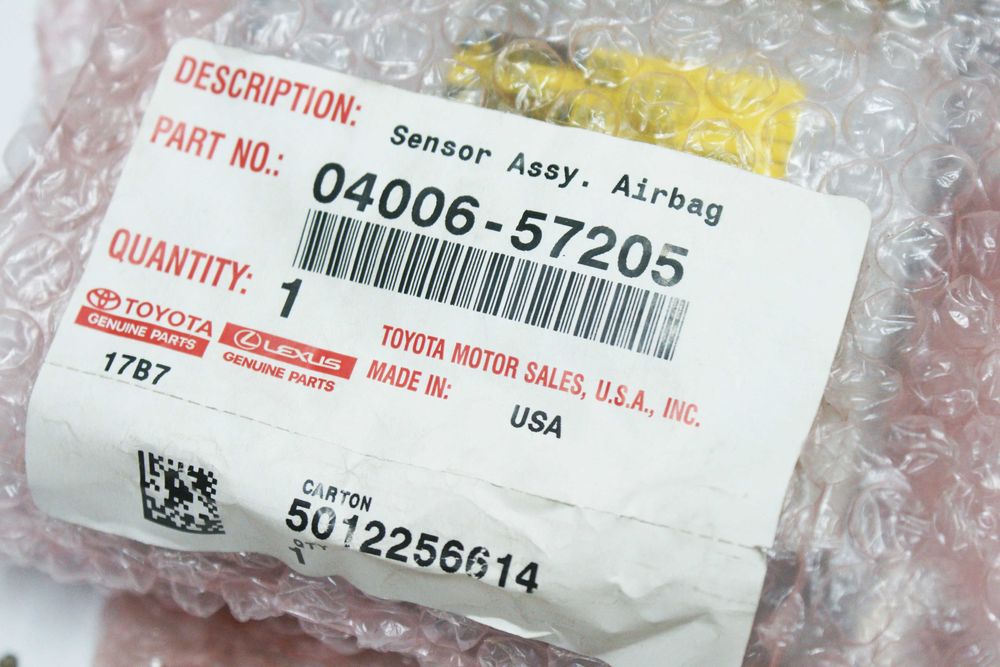 DESCRIPTION: Sensor Assy. Airbag
PART NO.: 04006-57205
QUANTITY: 1
TOYOTA
GENUINE PARTS
LEXUS
GENUINE PARTS
TOYOTA MOTOR SALES, U.S.A., INC.
17B7
MADE IN: USA
CARTON
5012256614
QTY
1